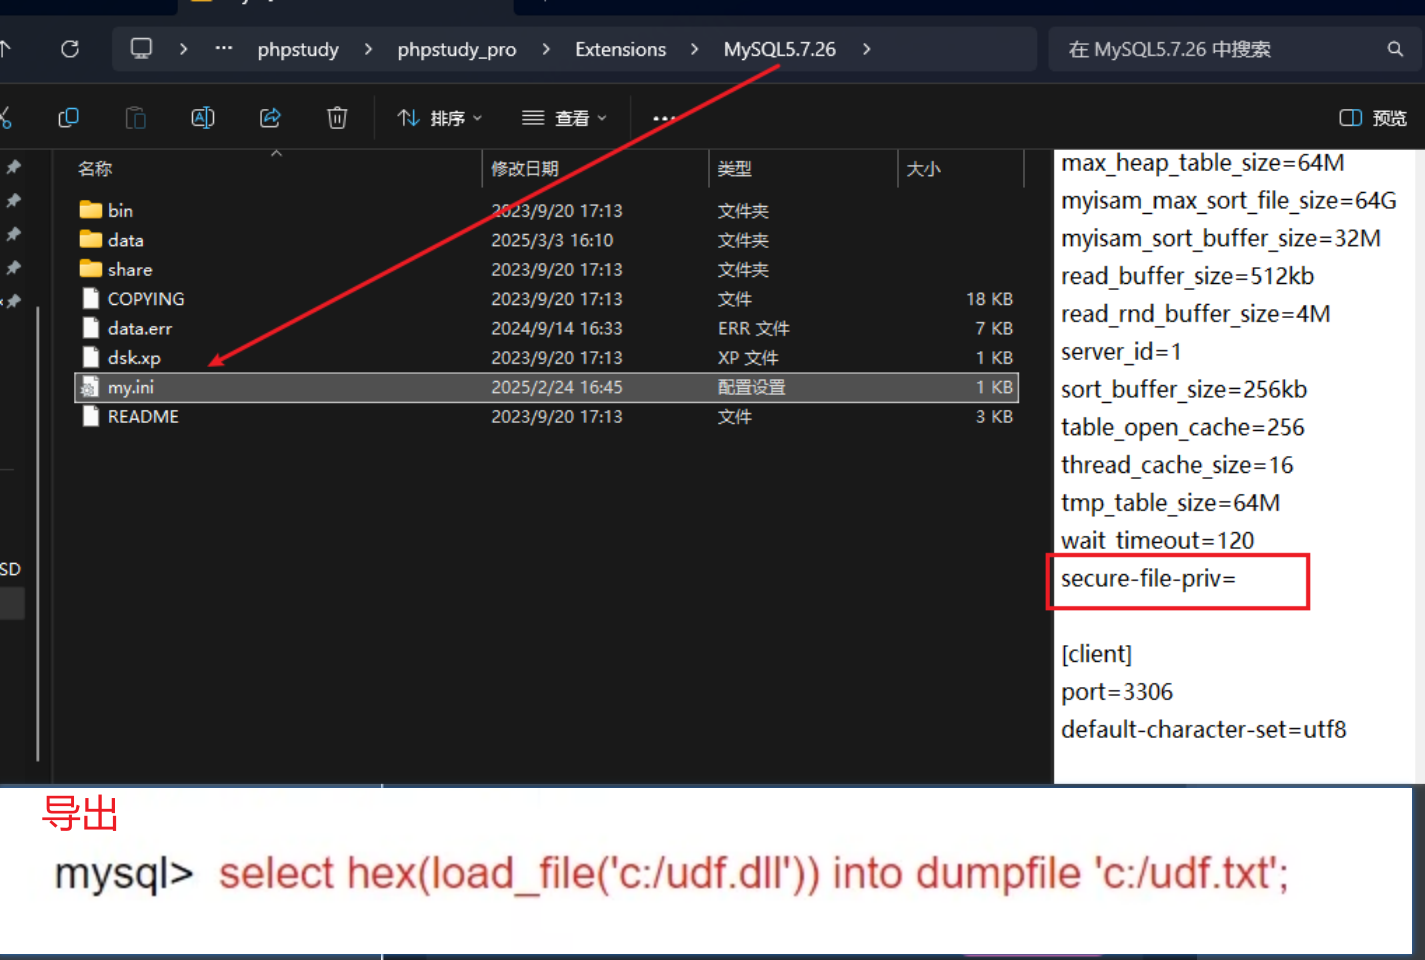 phpstudy > phpstudy_pro > Extensions > MySQL5.7.26 >
在 MySQL5.7.26 中搜索
排序
查看
预览
名称 修改日期 类型 大小
bin 2023/9/20 17:13 文件夹
data 2025/3/3 16:10 文件夹
share 2023/9/20 17:13 文件夹
COPYING 2023/9/20 17:13 文件 18 KB
data.err 2024/9/14 16:33 ERR 文件 7 KB
dsk.xp 2023/9/20 17:13 XP 文件 1 KB
my.ini 2025/2/24 16:45 配置设置 1 KB
README 2023/9/20 17:13 文件 3 KB
SD
max_heap_table_size=64M
myisam_max_sort_file_size=64G
myisam_sort_buffer_size=32M
read_buffer_size=512kb
read_rnd_buffer_size=4M
server_id=1
sort_buffer_size=256kb
table_open_cache=256
thread_cache_size=16
tmp_table_size=64M
wait_timeout=120
secure-file-priv=
[client]
port=3306
default-character-set=utf8
导出
mysql> select hex(load_file('c:/udf.dll')) into dumpfile 'c:/udf.txt';